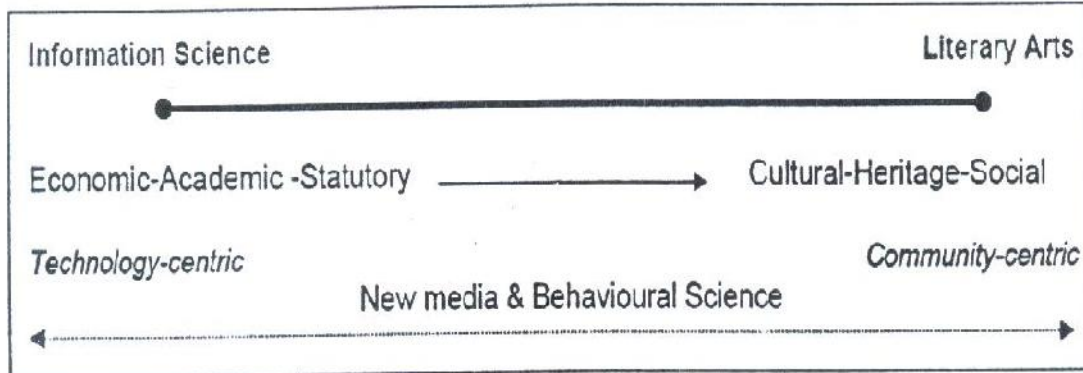 Information Science Literary Arts
Economic-Academic -Statutory Cultural-Heritage-Social
Technology-centric Community-centric
New media & Behavioural Science